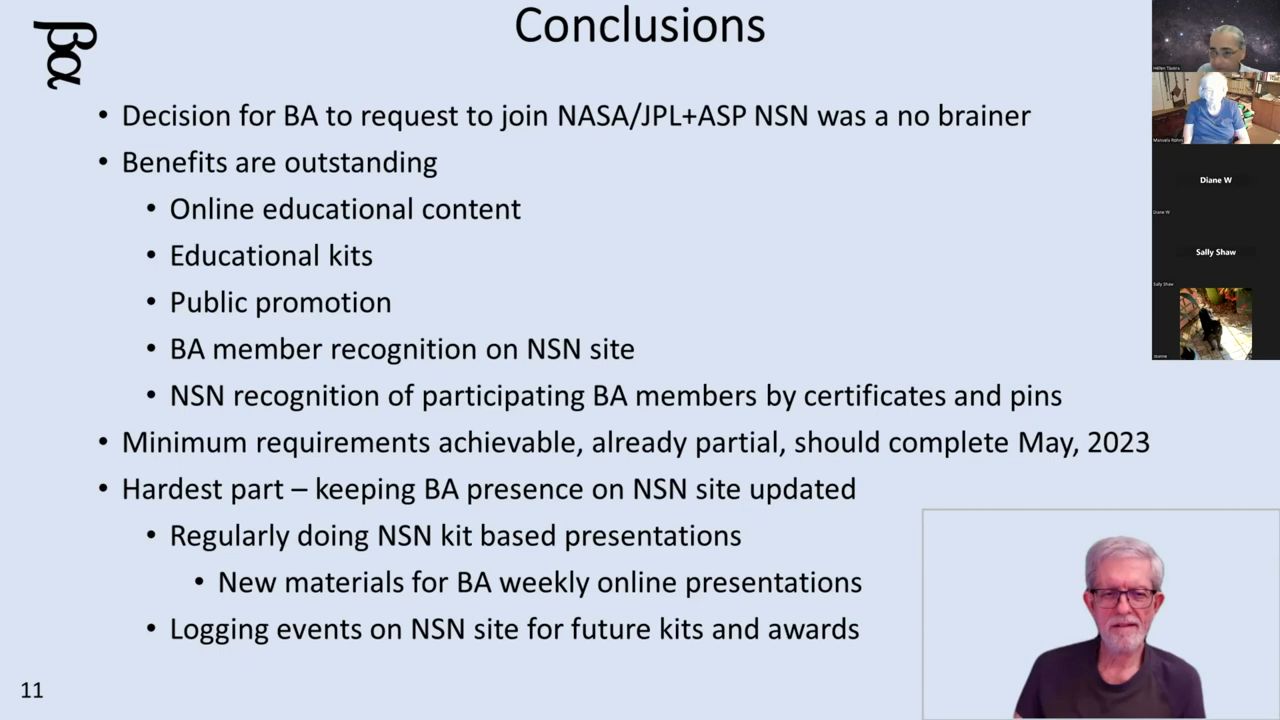 βα
Conclusions
• Decision for BA to request to join NASA/JPL+ASP NSN was a no brainer
• Benefits are outstanding
• Online educational content
• Educational kits
• Public promotion
• BA member recognition on NSN site
• NSN recognition of participating BA members by certificates and pins
• Minimum requirements achievable, already partial, should complete May, 2023
• Hardest part – keeping BA presence on NSN site updated
• Regularly doing NSN kit based presentations
• New materials for BA weekly online presentations
• Logging events on NSN site for future kits and awards
11
Diane W
Diane W
Sally Shaw
Sally Shaw